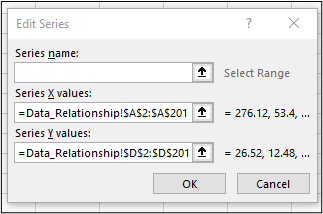 Edit Series ? ×
Series name:
Select Range
Series X values:
=Data_Relationship!$A$2:$A$201 = 276.12, 53.4, ...
Series Y values:
=Data_Relationship!$D$2:$D$201 = 26.52, 12.48, ...
OK Cancel